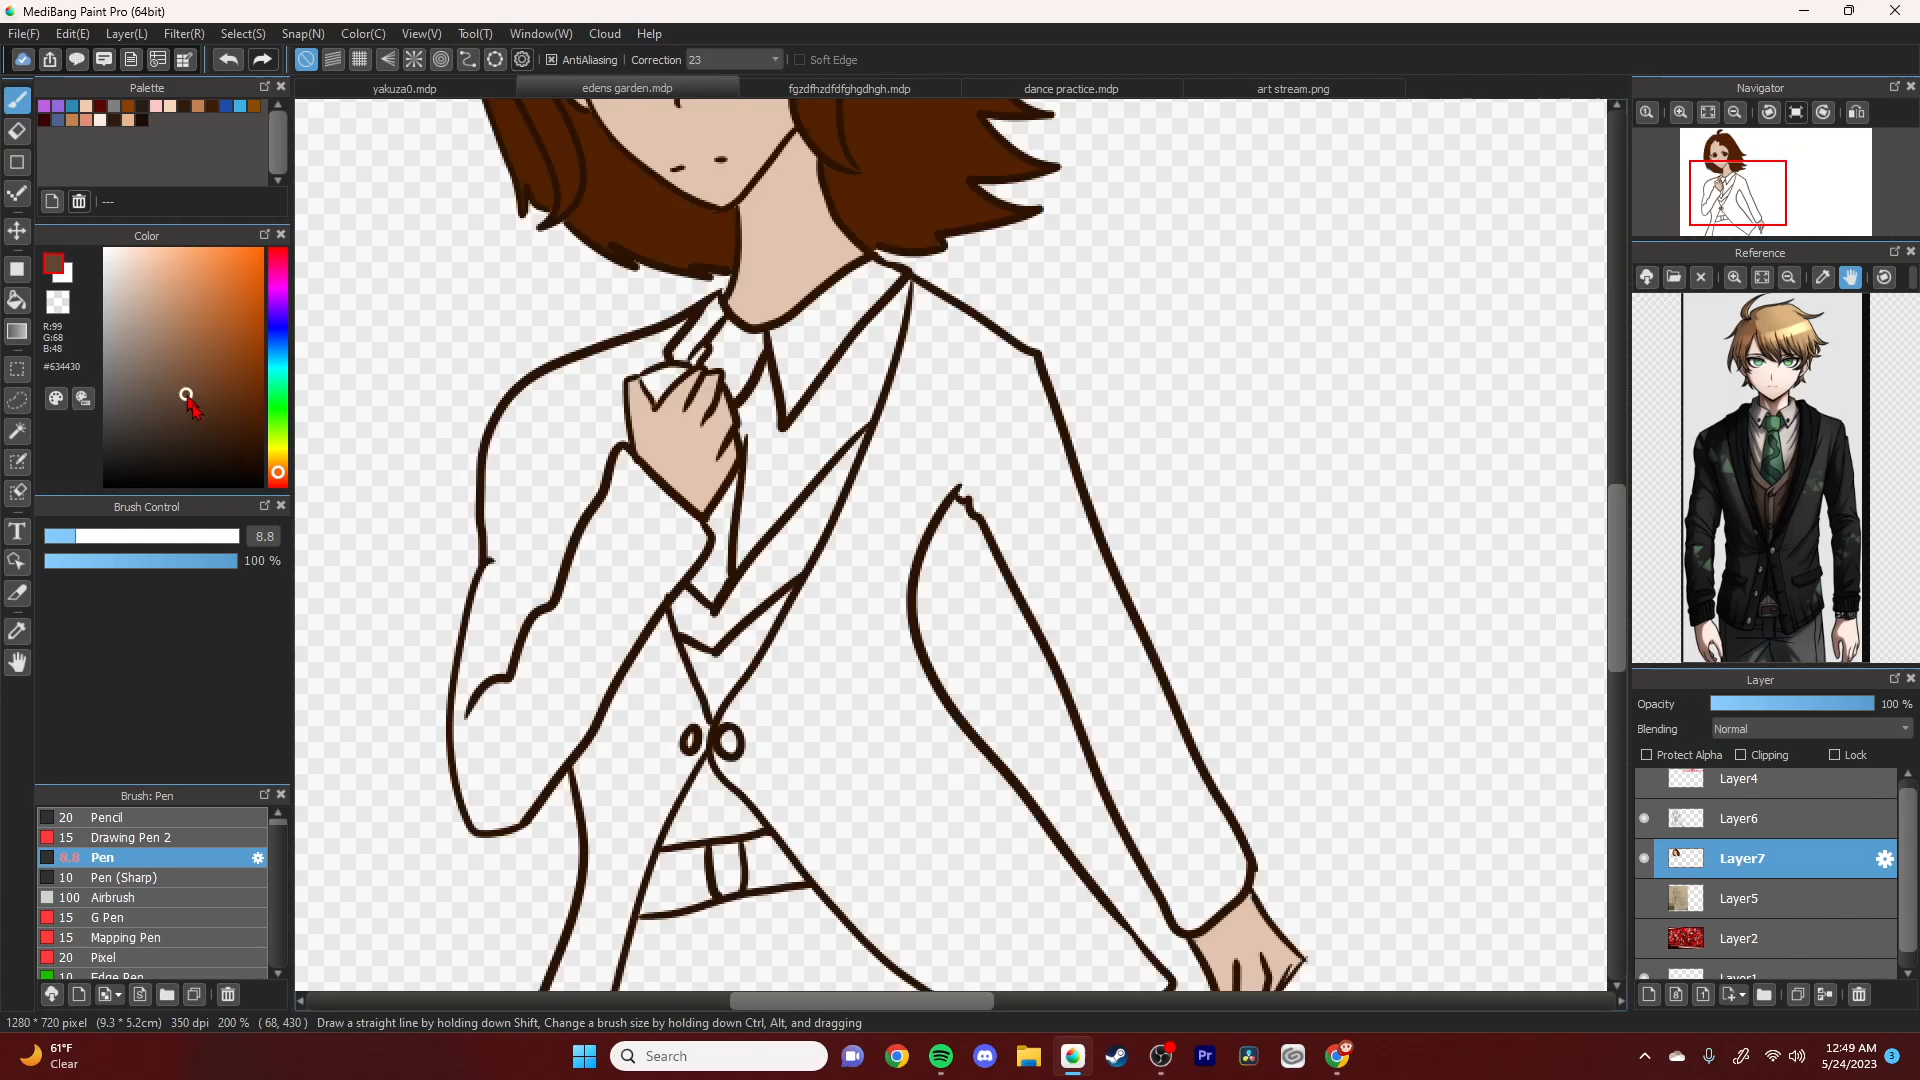 MediBang Paint Pro (64bit)
File(F) Edit(E) Layer(L) Filter(R) Select(S) Snap(N) Color(C) View(V) Tool(T) Window(W) Cloud Help
AntiAliasing Correction 23 Soft Edge
Palette
yakuza0.mdp edens garden.mdp fgzdfhzdfdfghgdhgh.mdp dance practice.mdp art stream.png
Navigator
---
Color
R:99
G:68
B:48
#634430
Reference
Brush Control
8.8
100 %
Brush: Pen
20 Pencil
15 Drawing Pen 2
8.8 Pen
10 Pen (Sharp)
100 Airbrush
15 G Pen
15 Mapping Pen
20 Pixel
10 Edge Pen
Layer
Opacity 100 %
Blending Normal
Protect Alpha Clipping Lock
Layer4
Layer6
Layer7
Layer5
Layer2
Layer1
1280 * 720 pixel (9.3 * 5.2cm) 350 dpi 200 % ( 68, 430 ) Draw a straight line by holding down Shift, Change a brush size by holding down Ctrl, Alt, and dragging
61°F
Clear
Search
Pr
12:49 AM
5/24/2023
3